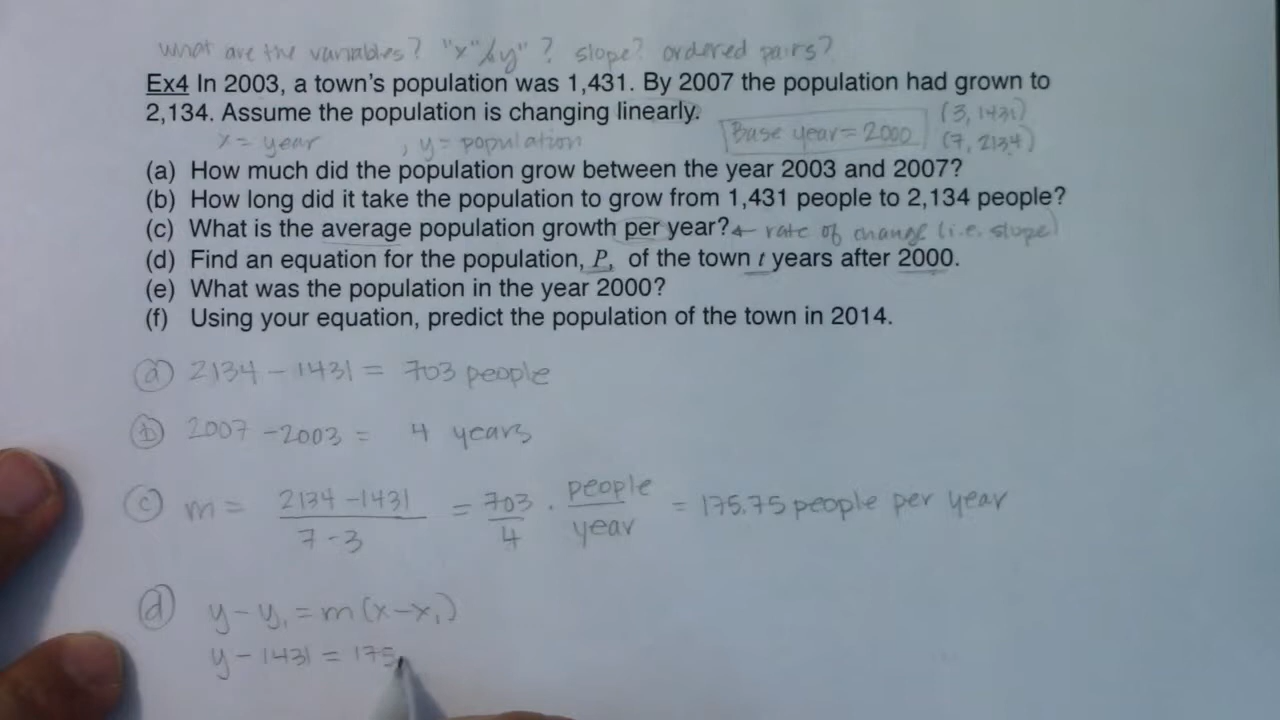 what are the variables? "x" & y" ? slope? ordered pairs?
Ex4 In 2003, a town's population was 1,431. By 2007 the population had grown to
2,134. Assume the population is changing linearly.
(3, 1431)
x = year , y = population Base year = 2000 (7, 2134)
(a) How much did the population grow between the year 2003 and 2007?
(b) How long did it take the population to grow from 1,431 people to 2,134 people?
(c) What is the average population growth per year? ← rate of change (i.e. slope)
(d) Find an equation for the population, P, of the town t years after 2000.
(e) What was the population in the year 2000?
(f) Using your equation, predict the population of the town in 2014.
(a) 2134 - 1431 = 703 people
(b) 2007 - 2003 = 4 years
(c) m = 2134 - 1431 / 7 - 3 = 703 / 4 · people / year = 175.75 people per year
(d) y - y₁ = m(x - x₁)
y - 1431 = 175